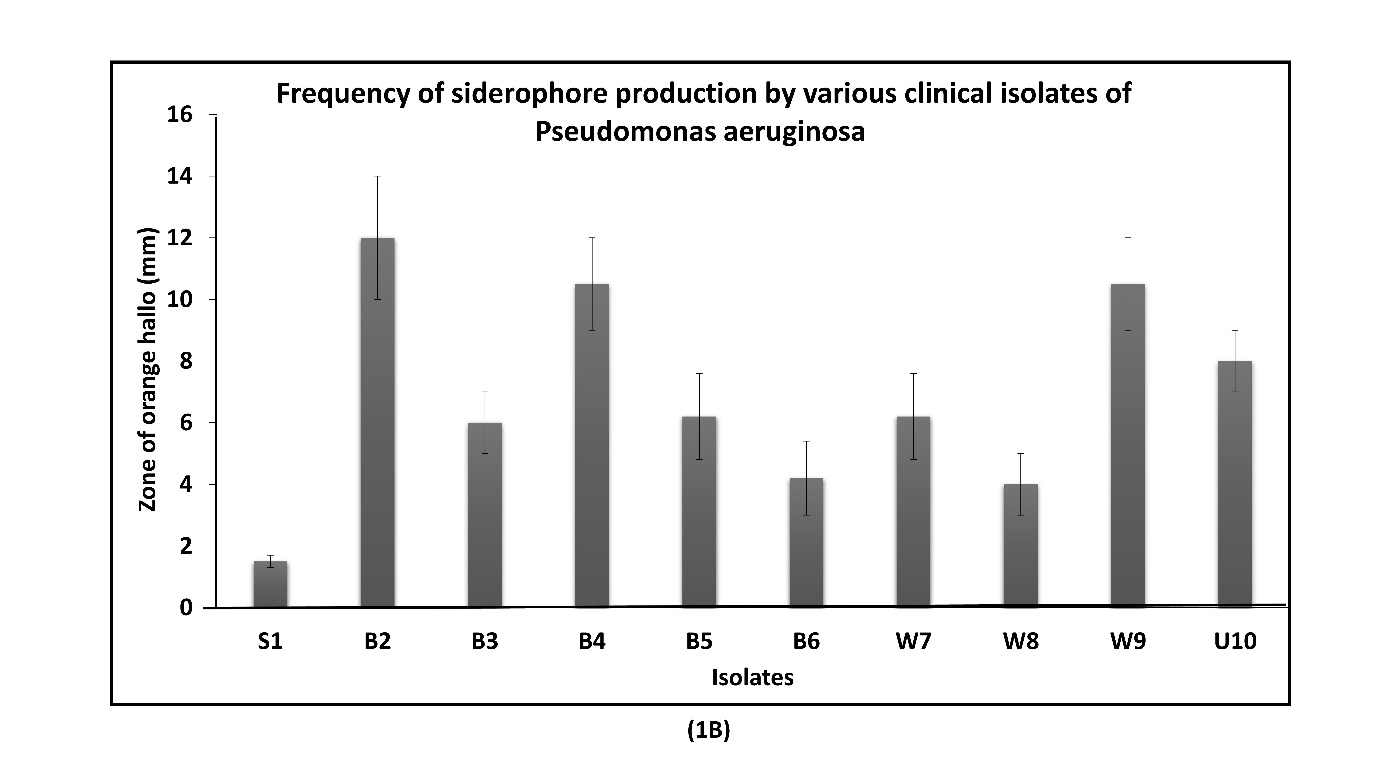 Frequency of siderophore production by various clinical isolates of
Pseudomonas aeruginosa
16
14
12
10
8
6
4
2
0
Zone of orange hallo (mm)
S1 B2 B3 B4 B5 B6 W7 W8 W9 U10
Isolates
(1B)